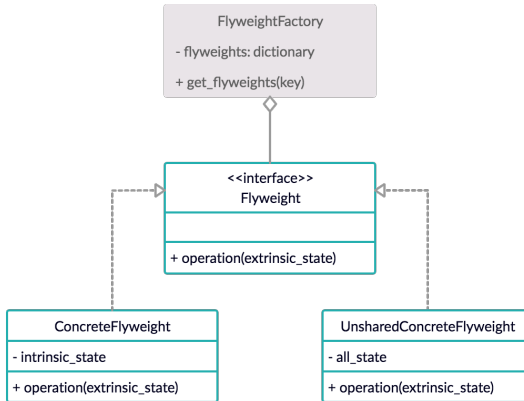 FlyweightFactory
- flyweights: dictionary
+ get_flyweights(key)
<<interface>>
Flyweight
+ operation(extrinsic_state)
ConcreteFlyweight
- intrinsic_state
+ operation(extrinsic_state)
UnsharedConcreteFlyweight
- all_state
+ operation(extrinsic_state)